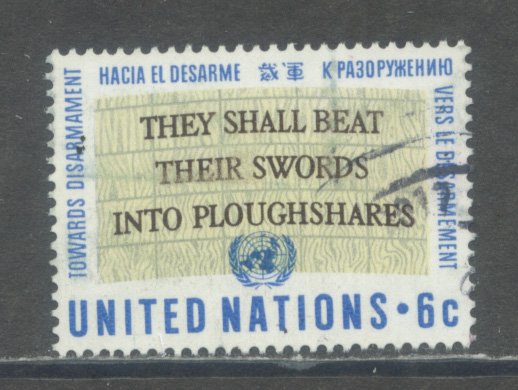 HACIA EL DESARME 裁軍 К РАЗОРУЖЕНИЮ
TOWARDS DISARMAMENT
THEY SHALL BEAT
THEIR SWORDS
INTO PLOUGHSHARES
VERS LE DÉSARMEMENT
UNITED NATIONS · 6c